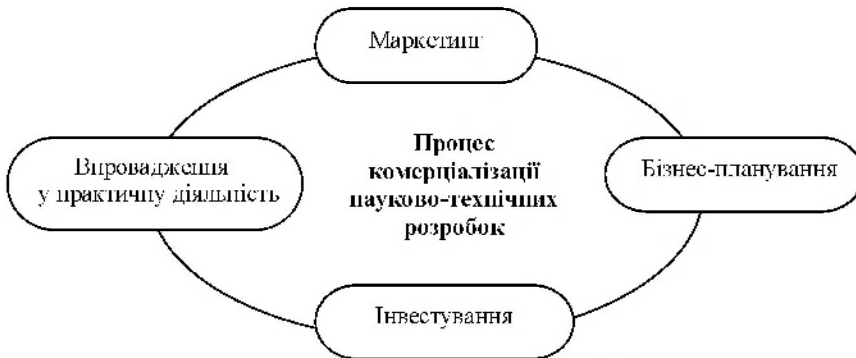 Маркетинг
Впровадження
у практичну діяльність
Процес
комерціалізації
науково-технічних
розробок
Бізнес-планування
Інвестування